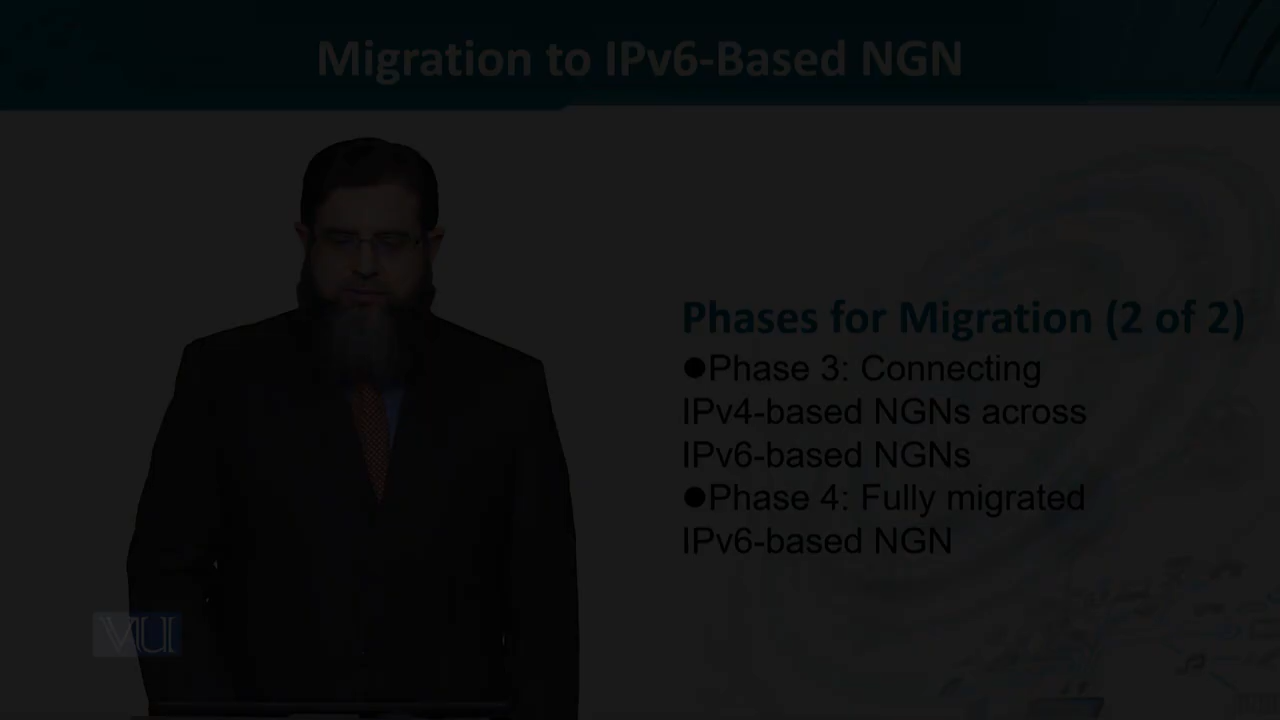 Migration to IPv6-Based NGN
Phases for Migration (2 of 2)
●Phase 3: Connecting
IPv4-based NGNs across
IPv6-based NGNs
●Phase 4: Fully migrated
IPv6-based NGN
VU